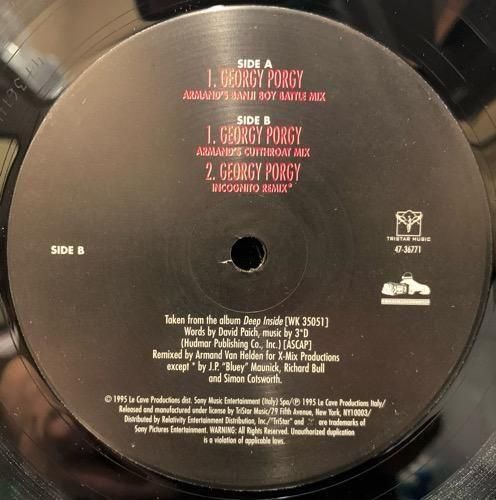 SIDE A
1. GEORGY PORGY
ARMAND'S BANJI BOY BATTLE MIX
SIDE B
1. GEORGY PORGY
ARMAND'S CUTTHROAT MIX
2. GEORGY PORGY
INCOGNITO REMIX*
SIDE B
TRISTAR MUSIC
47-36771
Taken from the album Deep Inside [WK 35051]
Words by David Paich, music by 3°D
(Hudmar Publishing Co., Inc.) [ASCAP]
Remixed by Armand Van Helden for X-Mix Productions
except * by J.P. "Bluey" Maunick, Richard Bull
and Simon Cotsworth.
© 1995 Le Cave Productions dist. Sony Music Entertainment (Italy) Spa/℗ 1995 Le Cave Productions Italy/
Released and manufactured under license by TriStar Music/79 Fifth Avenue, New York, NY10003/
Distributed by Relativity Entertainment Distribution, Inc./"TriStar" and are trademarks of
Sony Pictures Entertainment. WARNING: All Rights Reserved. Unauthorized duplication
is a violation of applicable laws.